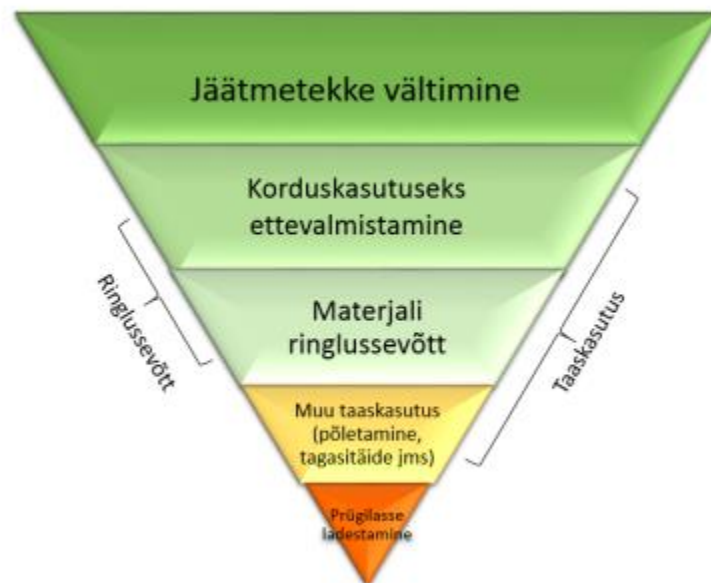 Jäätmetekke vältimine
Korduskasutuseks
ettevalmistamine
Materjali
ringlussevõtt
Muu taaskasutus
(põletamine,
tagasitäide jms)
Prügilasse
ladestamine
Ringlussevõtt
Taaskasutus